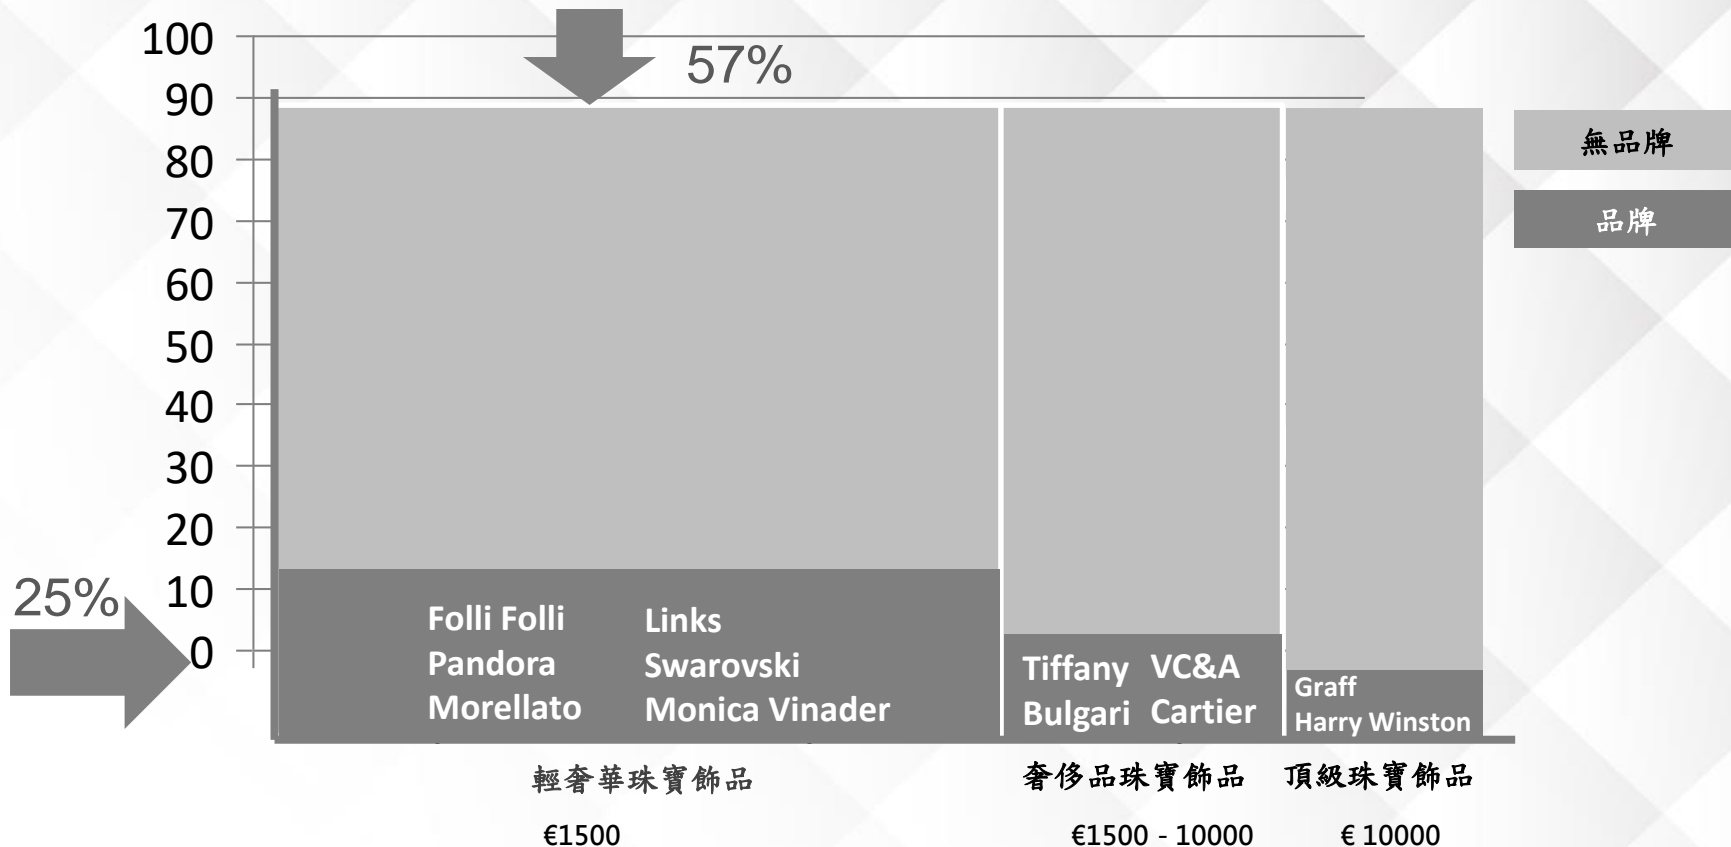 100
57%
90
80
70
60
50
40
30
20
10
0
25%
無品牌
品牌
Folli Folli
Pandora
Morellato
Links
Swarovski
Monica Vinader
Tiffany VC&A
Bulgari Cartier
Graff
Harry Winston
輕奢華珠寶飾品
奢侈品珠寶飾品
頂級珠寶飾品
€1500
€1500 - 10000
€ 10000